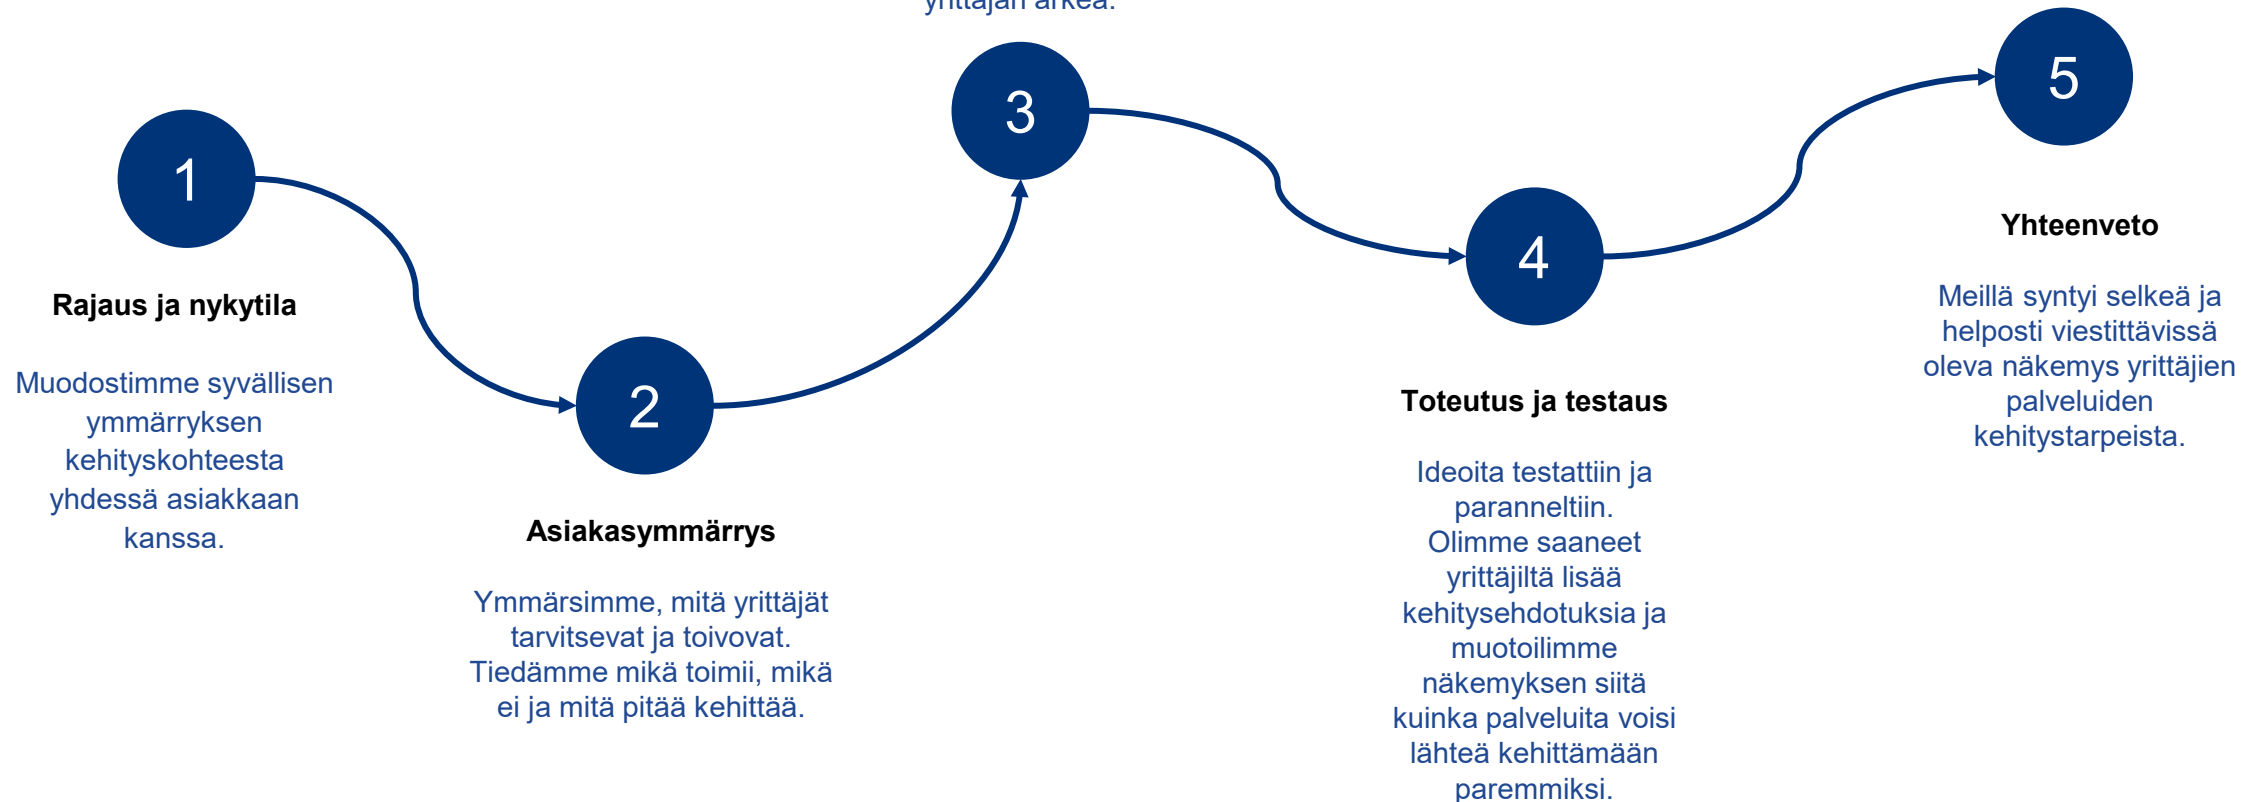 yrittäjän arkea.
1
Rajaus ja nykytila
Muodostimme syvällisen
ymmärryksen
kehityskohteesta
yhdessä asiakkaan
kanssa.
2
Asiakasymmärrys
Ymmärsimme, mitä yrittäjät
tarvitsevat ja toivovat.
Tiedämme mikä toimii, mikä
ei ja mitä pitää kehittää.
3
4
Toteutus ja testaus
Ideoita testattiin ja
paranneltiin.
Olimme saaneet
yrittäjiltä lisää
kehitysehdotuksia ja
muotoilimme
näkemyksen siitä
kuinka palveluita voisi
lähteä kehittämään
paremmiksi.
5
Yhteenveto
Meillä syntyi selkeä ja
helposti viestittävissä
oleva näkemys yrittäjien
palveluiden
kehitystarpeista.